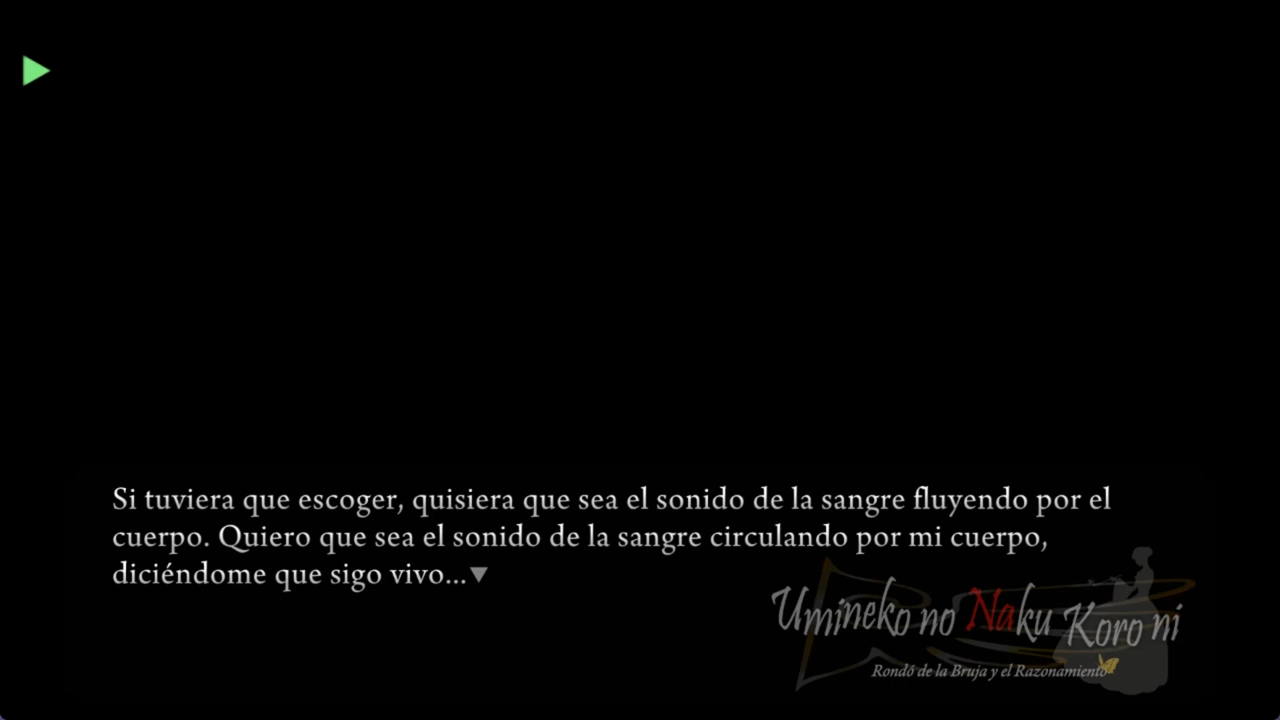 Si tuviera que escoger, quisiera que sea el sonido de la sangre fluyendo por el
cuerpo. Quiero que sea el sonido de la sangre circulando por mi cuerpo,
diciéndome que sigo vivo...
Umineko no Naku Koro ni
Rondó de la Bruja y el Razonamiento